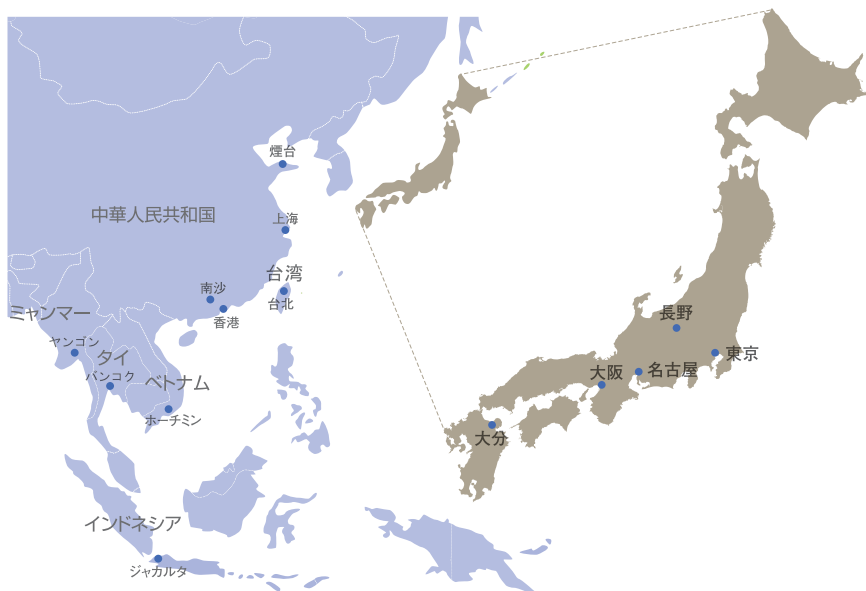 煙台
中華人民共和国
上海
台湾
南沙
台北
香港
ミャンマー
ヤンゴン
タイ
バンコク
ベトナム
ホーチミン
インドネシア
ジャカルタ
長野
東京
名古屋
大阪
大分